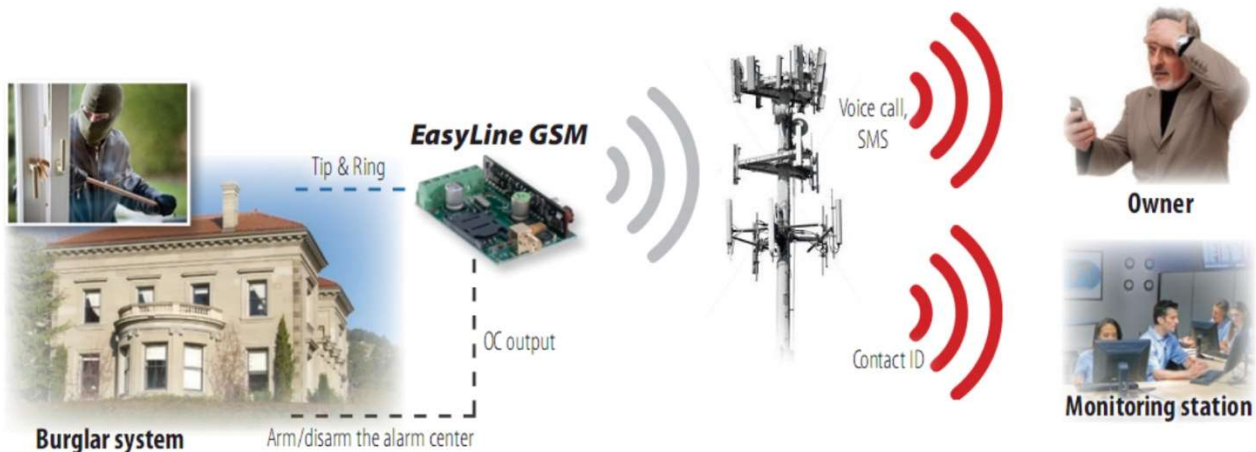 EasyLine GSM
Tip & Ring
Voice call,
SMS
Owner
OC output
Contact ID
Monitoring station
Burglar system
Arm/disarm the alarm center